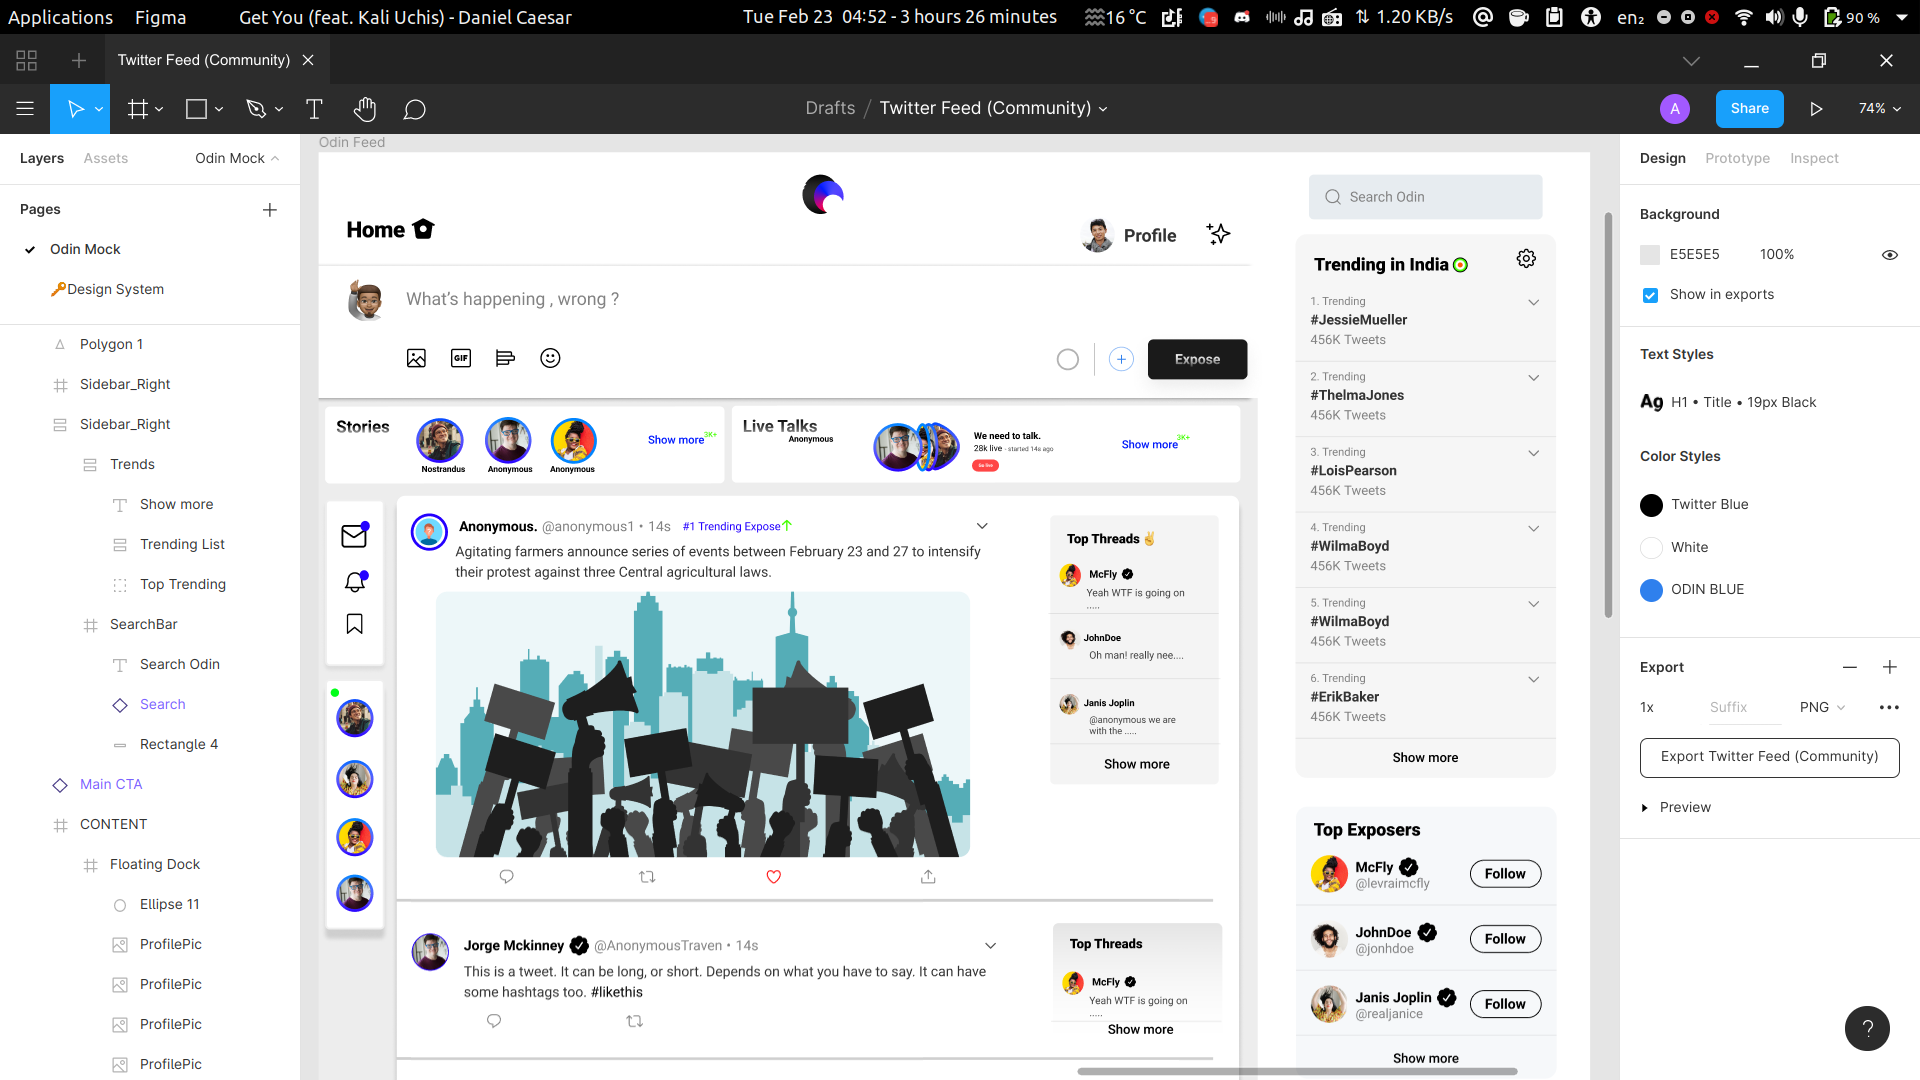 Applications Figma Get You (feat. Kali Uchis) - Daniel Caesar Tue Feb 23 04:52 - 3 hours 26 minutes 16 °C 1.20 KB/s en₂ 90 %
Twitter Feed (Community)
Drafts / Twitter Feed (Community)
A
Share
74%
Layers Assets Odin Mock
Pages
Odin Mock
Design System
Polygon 1
Sidebar_Right
Sidebar_Right
Trends
Show more
Trending List
Top Trending
SearchBar
Search Odin
Search
Rectangle 4
Main CTA
CONTENT
Floating Dock
Ellipse 11
ProfilePic
ProfilePic
ProfilePic
ProfilePic
Odin Feed
Home
Profile
What's happening , wrong ?
GIF
Expose
Stories
Nostrandus
Anonymous
Anonymous
Show more 3K+
Live Talks
Anonymous
We need to talk.
28k live • started 14s ago
Go live
Show more 3K+
Anonymous. @anonymous1 • 14s #1 Trending Expose
Agitating farmers announce series of events between February 23 and 27 to intensify
their protest against three Central agricultural laws.
Top Threads ✌
McFly
Yeah WTF is going on
.....
JohnDoe
Oh man! really nee....
Janis Joplin
@anonymous we are
with the .....
Show more
Jorge Mckinney @AnonymousTraven • 14s
This is a tweet. It can be long, or short. Depends on what you have to say. It can have
some hashtags too. #likethis
Top Threads
McFly
Yeah WTF is going on
.....
Show more
Search Odin
Trending in India
1. Trending
#JessieMueller
456K Tweets
2. Trending
#ThelmaJones
456K Tweets
3. Trending
#LoisPearson
456K Tweets
4. Trending
#WilmaBoyd
456K Tweets
5. Trending
#WilmaBoyd
456K Tweets
6. Trending
#ErikBaker
456K Tweets
Show more
Top Exposers
McFly
@levraimcfly
Follow
JohnDoe
@jonhdoe
Follow
Janis Joplin
@realjanice
Follow
Show more
Design Prototype Inspect
Background
E5E5E5 100%
Show in exports
Text Styles
Ag H1 • Title • 19px Black
Color Styles
Twitter Blue
White
ODIN BLUE
Export
1x Suffix PNG
Export Twitter Feed (Community)
Preview
?